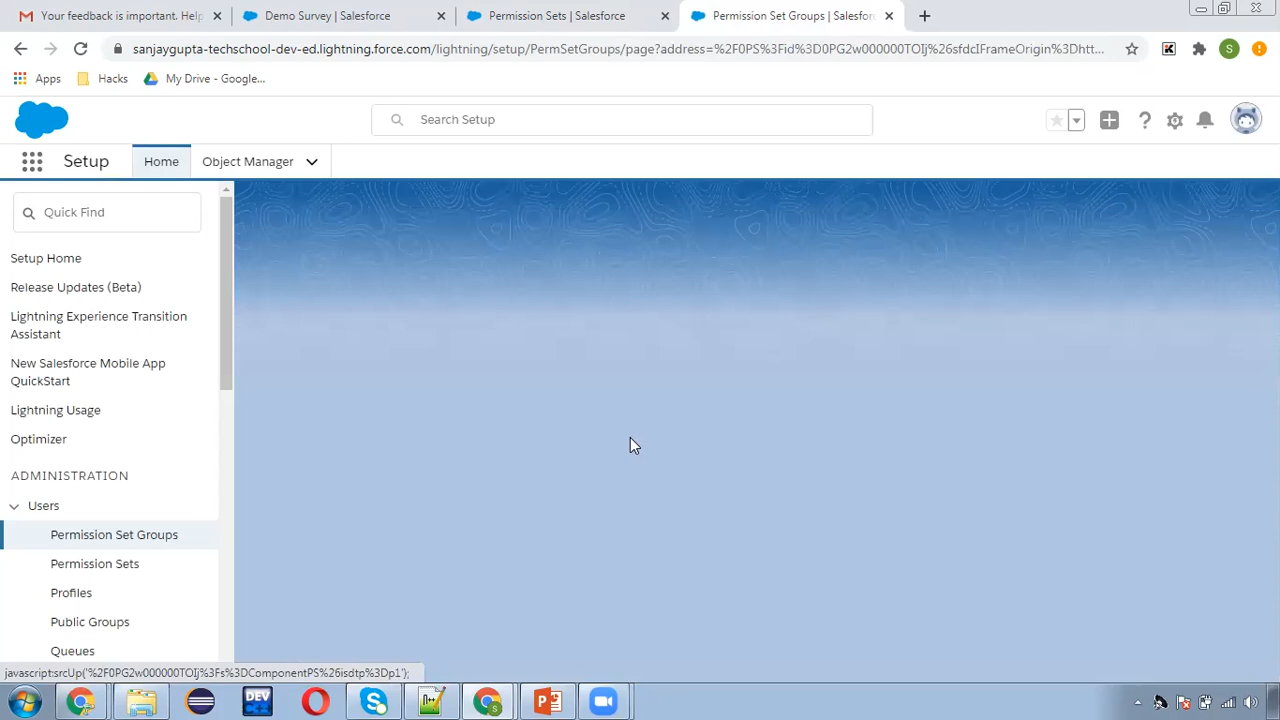 Your feedback is important. Help
Demo Survey | Salesforce
Permission Sets | Salesforce
Permission Set Groups | Salesfor
sanjaygupta-techschool-dev-ed.lightning.force.com/lightning/setup/PermSetGroups/page?address=%2F0PS%3Fid%3D0PG2w000000TOIj%26sfdcIFrameOrigin%3Dhtt...
K
S
Apps
Hacks
My Drive - Google...
Search Setup
Setup
Home
Object Manager
Quick Find
Setup Home
Release Updates (Beta)
Lightning Experience Transition
Assistant
New Salesforce Mobile App
QuickStart
Lightning Usage
Optimizer
ADMINISTRATION
Users
Permission Set Groups
Permission Sets
Profiles
Public Groups
Queues
javascript:srcUp('%2F0PG2w000000TOIj%3Fs%3DComponentPS%26isdtp%3Dp1');
DEV
C++